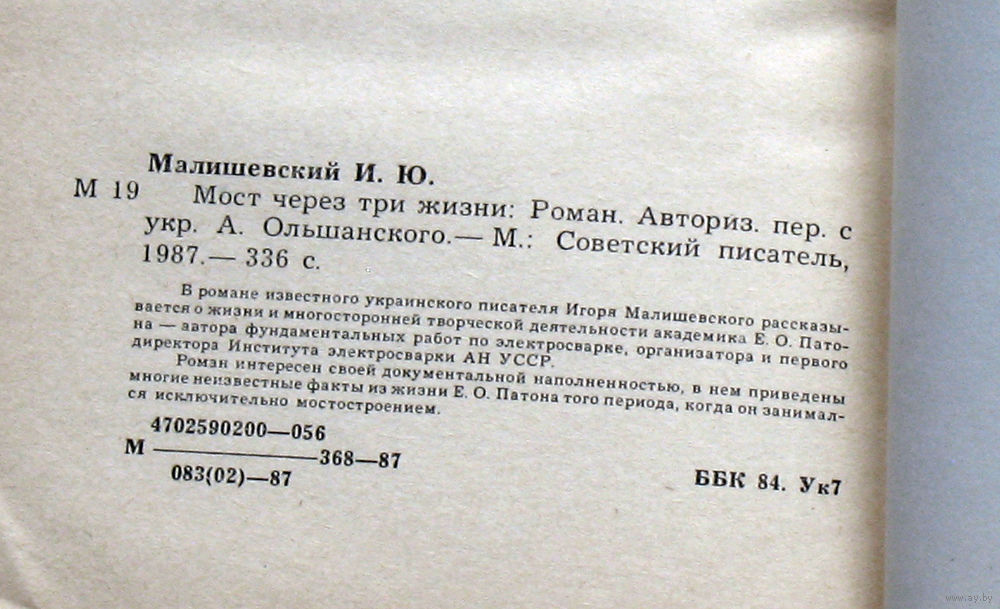 Малишевский И. Ю.
М 19 Мост через три жизни: Роман. Авториз. пер. с
укр. А. Ольшанского.— М.: Советский писатель,
1987.— 336 с.
В романе известного украинского писателя Игоря Малишевского рассказы-
вается о жизни и многосторонней творческой деятельности академика Е. О. Пато-
на — автора фундаментальных работ по электросварке, организатора и первого
директора Института электросварки АН УССР.
Роман интересен своей документальной наполненностью, в нем приведены
многие неизвестные факты из жизни Е. О. Патона того периода, когда он занимал-
ся исключительно мостостроением.
4702590200—056
М ————— 368—87
083(02)—87
ББК 84. Ук7
www.ay.by